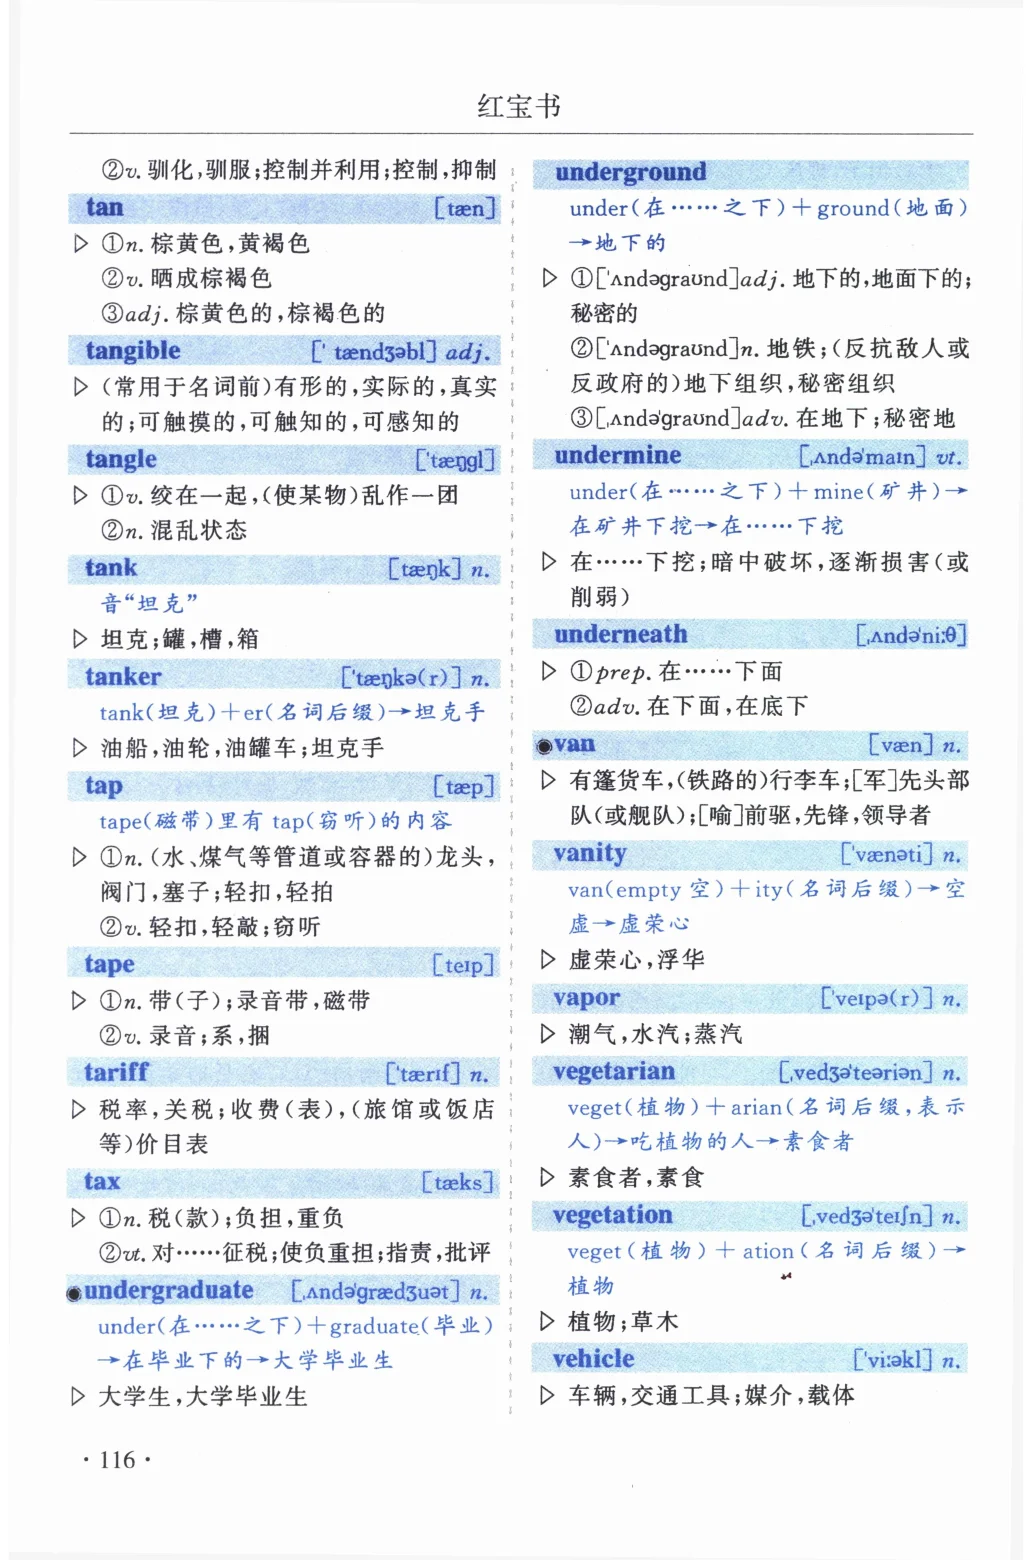 红宝书
②v. 驯化,驯服;控制并利用;控制,抑制
tan [tæn]
▷ ①n. 棕黄色,黄褐色
②v. 晒成棕褐色
③adj. 棕黄色的,棕褐色的
tangible [ˈtændʒəbl] adj.
▷ (常用于名词前)有形的,实际的,真实
的;可触摸的,可触知的,可感知的
tangle [ˈtæŋgl]
▷ ①v. 绞在一起,(使某物)乱作一团
②n. 混乱状态
tank [tæŋk] n.
音“坦克”
▷ 坦克;罐,槽,箱
tanker [ˈtæŋkə(r)] n.
tank(坦克)+er(名词后缀)→坦克手
▷ 油船,油轮,油罐车;坦克手
tap [tæp]
tape(磁带)里有 tap(窃听)的内容
▷ ①n. (水、煤气等管道或容器的)龙头,
阀门,塞子;轻扣,轻拍
②v. 轻扣,轻敲;窃听
tape [teɪp]
▷ ①n. 带(子);录音带,磁带
②v. 录音;系,捆
tariff [ˈtærɪf] n.
▷ 税率,关税;收费(表),(旅馆或饭店
等)价目表
tax [tæks]
▷ ①n. 税(款);负担,重负
②vt. 对……征税;使负重担;指责,批评
◉undergraduate [ˌʌndəˈgrædʒuət] n.
under(在……之下)+graduate(毕业)
→在毕业下的→大学毕业生
▷ 大学生,大学毕业生
underground
under(在……之下)+ground(地面)
→地下的
▷ ①[ˈʌndəgraʊnd]adj. 地下的,地面下的;
秘密的
②[ˈʌndəgraʊnd]n. 地铁;(反抗敌人或
反政府的)地下组织,秘密组织
③[ˌʌndəˈgraʊnd]adv. 在地下;秘密地
undermine [ˌʌndəˈmaɪn] vt.
under(在……之下)+mine(矿井)→
在矿井下挖→在……下挖
▷ 在……下挖;暗中破坏,逐渐损害(或
削弱)
underneath [ˌʌndəˈniːθ]
▷ ①prep. 在……下面
②adv. 在下面,在底下
◉van [væn] n.
▷ 有篷货车,(铁路的)行李车;[军]先头部
队(或舰队);[喻]前驱,先锋,领导者
vanity [ˈvænəti] n.
van(empty 空)+ity(名词后缀)→空
虚→虚荣心
▷ 虚荣心,浮华
vapor [ˈveɪpə(r)] n.
▷ 潮气,水汽;蒸汽
vegetarian [ˌvedʒəˈteəriən] n.
veget(植物)+arian(名词后缀,表示
人)→吃植物的人→素食者
▷ 素食者,素食
vegetation [ˌvedʒəˈteɪʃn] n.
veget(植物)+ation(名词后缀)→
植物
▷ 植物;草木
vehicle [ˈviːəkl] n.
▷ 车辆,交通工具;媒介,载体
·116·